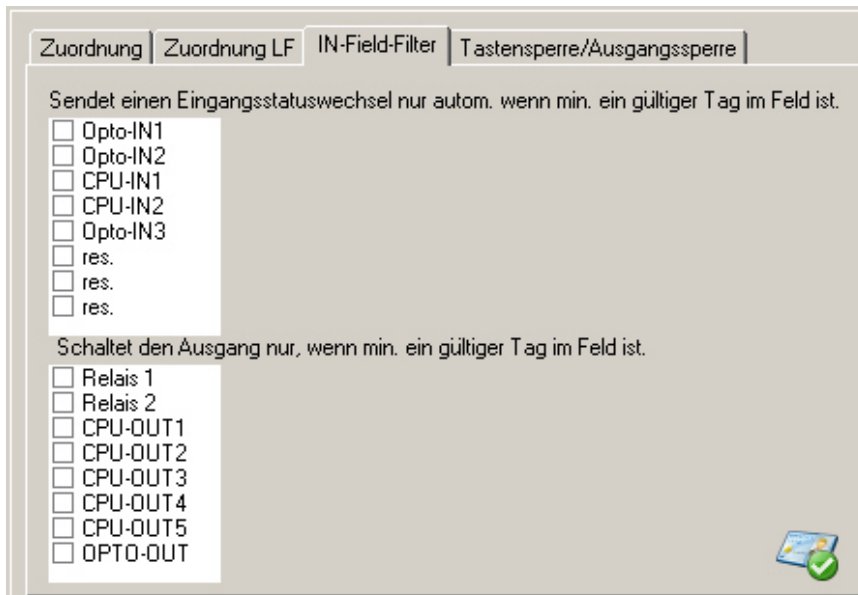 Zuordnung Zuordnung LF IN-Field-Filter Tastensperre/Ausgangssperre
Sendet einen Eingangsstatuswechsel nur autom. wenn min. ein gültiger Tag im Feld ist.
Opto-IN1
Opto-IN2
CPU-IN1
CPU-IN2
Opto-IN3
res.
res.
res.
Schaltet den Ausgang nur, wenn min. ein gültiger Tag im Feld ist.
Relais 1
Relais 2
CPU-OUT1
CPU-OUT2
CPU-OUT3
CPU-OUT4
CPU-OUT5
OPTO-OUT